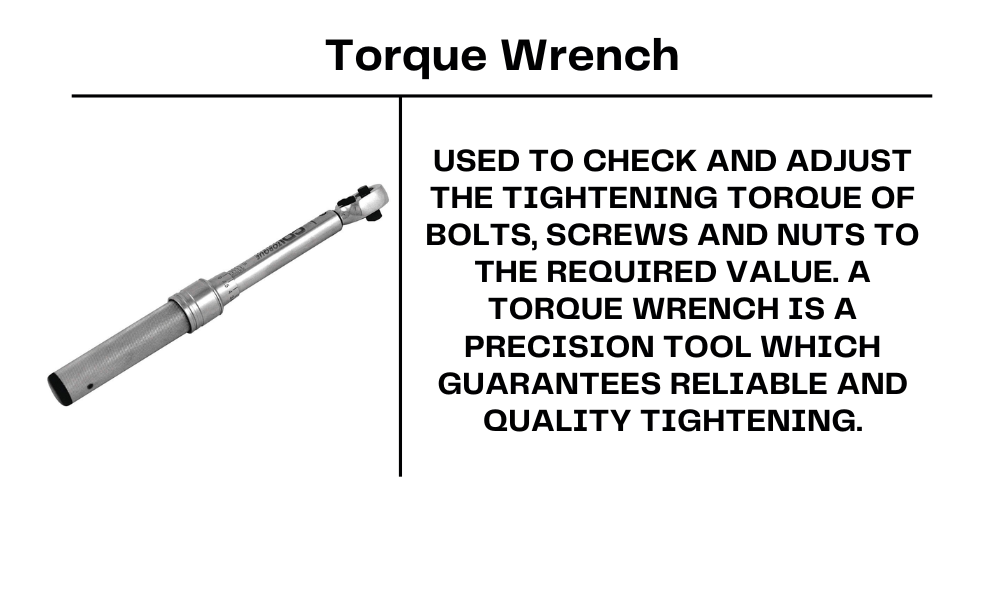 Torque Wrench
USED TO CHECK AND ADJUST
THE TIGHTENING TORQUE OF
BOLTS, SCREWS AND NUTS TO
THE REQUIRED VALUE. A
TORQUE WRENCH IS A
PRECISION TOOL WHICH
GUARANTEES RELIABLE AND
QUALITY TIGHTENING.